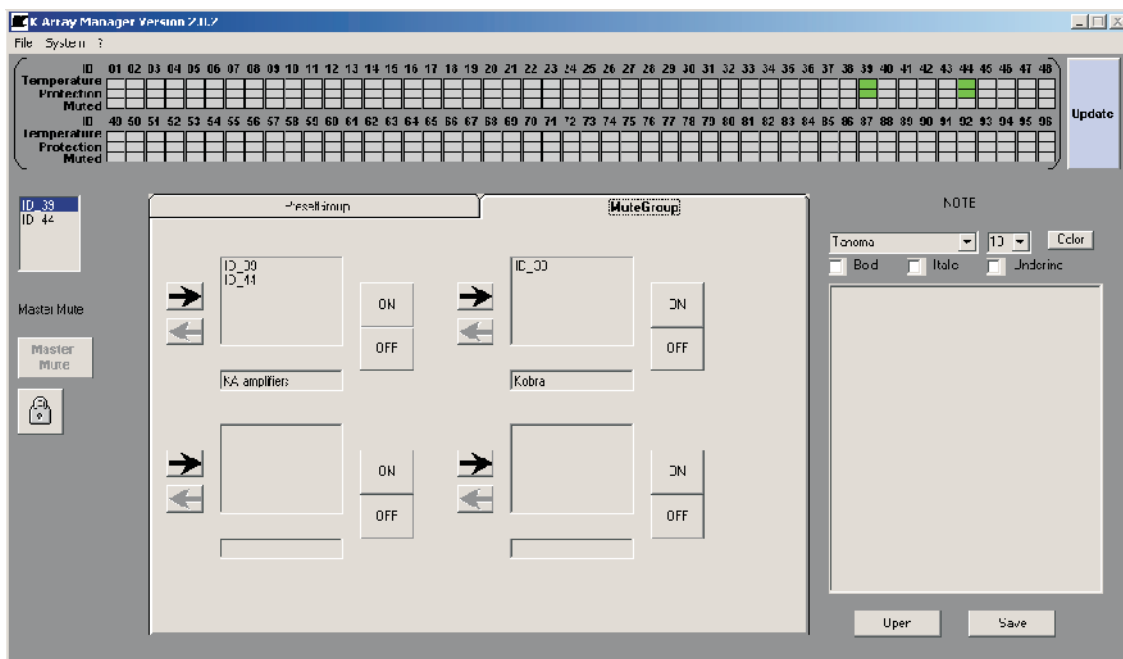 K Array Manager Version 2.0.2
File System ?
ID 01 02 03 04 05 06 07 08 09 10 11 12 13 14 15 16 17 18 19 20 21 22 23 24 25 26 27 28 29 30 31 32 33 34 35 36 37 38 39 40 41 42 43 44 45 46 47 48
Temperature
Protection
Muted
ID 49 50 51 52 53 54 55 56 57 58 59 60 61 62 63 64 65 66 67 68 69 70 71 72 73 74 75 76 77 78 79 80 81 82 83 84 85 86 87 88 89 90 91 92 93 94 95 96
Temperature
Protection
Muted
Update
ID_39
ID_44
Master Mute
Master
Mute
PresetGroup
MuteGroup
ID_39
ID_44
ON
OFF
KA amplifiers
ID_39
ON
OFF
Kobra
ON
OFF
ON
OFF
NOTE
Tahoma
10
Color
Bold
Italic
Underline
Open
Save